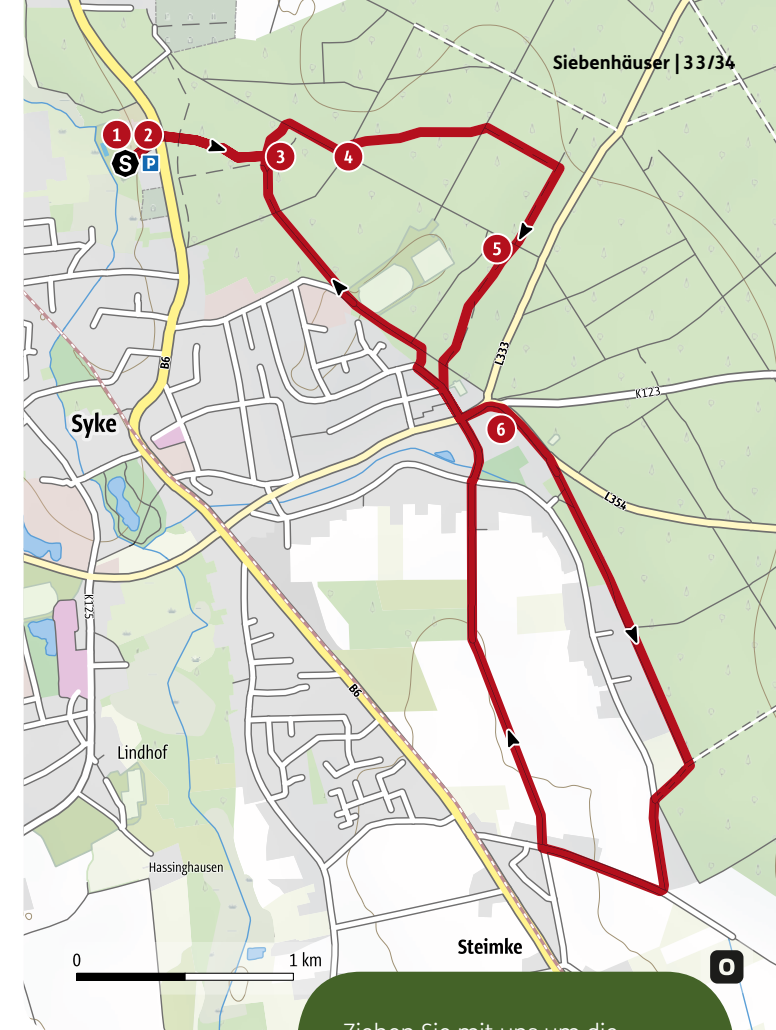 Siebenhäuser | 33/34
1
2
3
4
S
P
5
L333
B6
K123
Syke
6
L354
K125
B6
Lindhof
Hassinghausen
Steimke
0
1 km
O